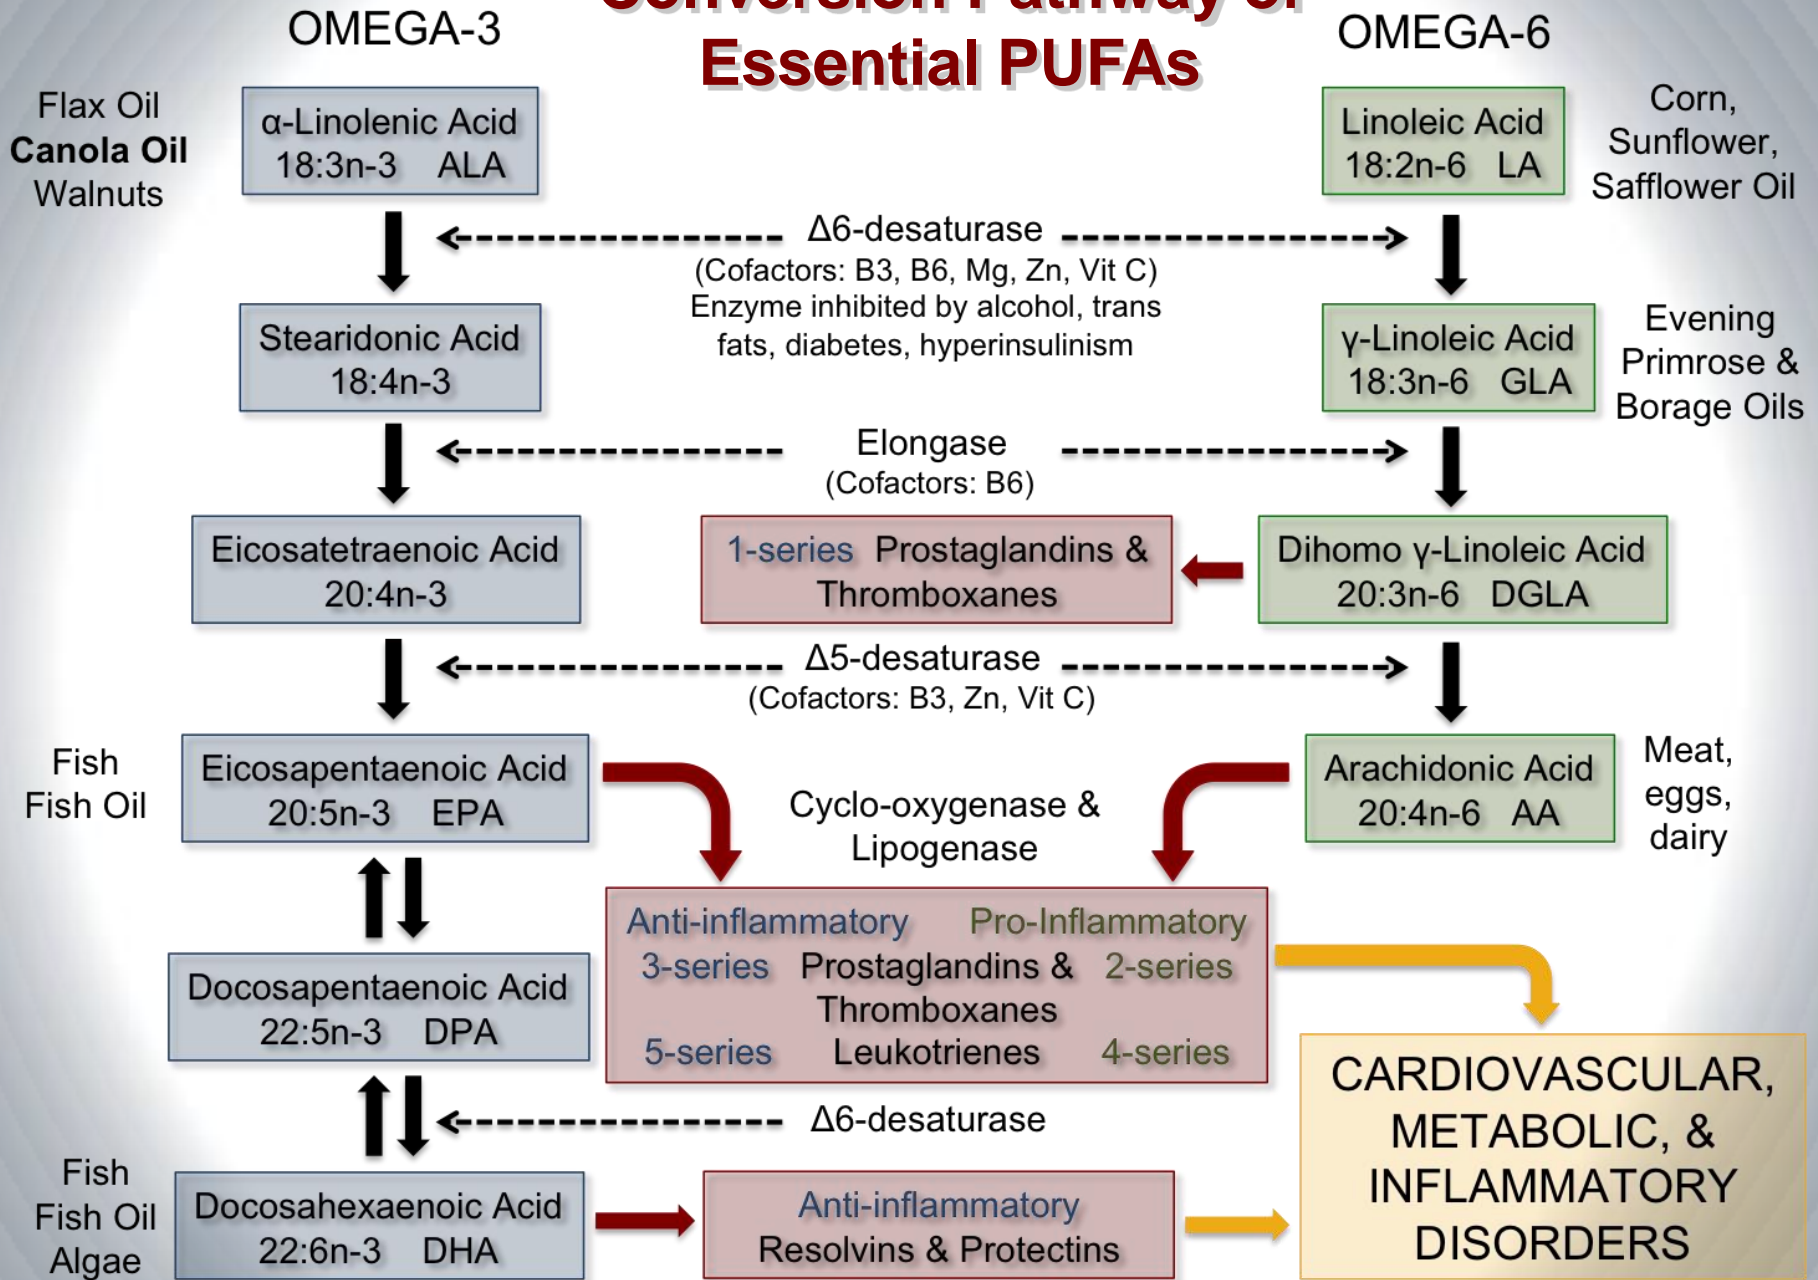 Conversion Pathway of
Essential PUFAs
OMEGA-3
OMEGA-6
Flax Oil
Canola Oil
Walnuts
α-Linolenic Acid
18:3n-3 ALA
Linoleic Acid
18:2n-6 LA
Corn,
Sunflower,
Safflower Oil
Δ6-desaturase
(Cofactors: B3, B6, Mg, Zn, Vit C)
Enzyme inhibited by alcohol, trans
fats, diabetes, hyperinsulinism
Stearidonic Acid
18:4n-3
γ-Linoleic Acid
18:3n-6 GLA
Evening
Primrose &
Borage Oils
Elongase
(Cofactors: B6)
Eicosatetraenoic Acid
20:4n-3
1-series Prostaglandins &
Thromboxanes
Dihomo γ-Linoleic Acid
20:3n-6 DGLA
Δ5-desaturase
(Cofactors: B3, Zn, Vit C)
Fish
Fish Oil
Eicosapentaenoic Acid
20:5n-3 EPA
Cyclo-oxygenase &
Lipogenase
Arachidonic Acid
20:4n-6 AA
Meat,
eggs,
dairy
Anti-inflammatory Pro-Inflammatory
3-series Prostaglandins & 2-series
Thromboxanes
5-series Leukotrienes 4-series
Docosapentaenoic Acid
22:5n-3 DPA
Δ6-desaturase
Fish
Fish Oil
Algae
Docosahexaenoic Acid
22:6n-3 DHA
Anti-inflammatory
Resolvins & Protectins
CARDIOVASCULAR,
METABOLIC, &
INFLAMMATORY
DISORDERS